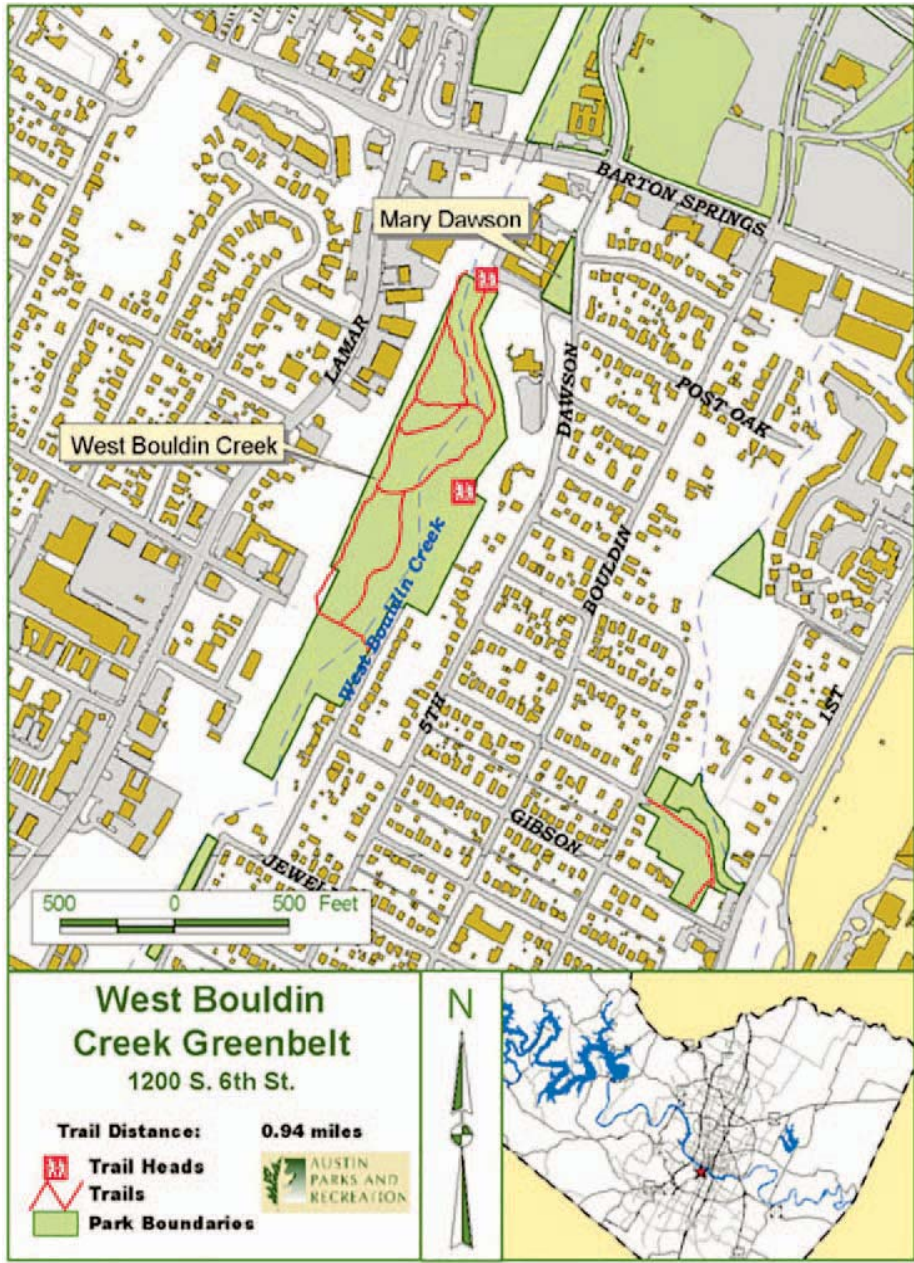 BARTON SPRINGS
Mary Dawson
LAMAR
DAWSON
POST OAK
West Bouldin Creek
BOULDIN
West Bouldin Creek
1ST
5TH
GIBSON
500 0 500 Feet
West Bouldin
Creek Greenbelt
1200 S. 6th St.
Trail Distance: 0.94 miles
Trail Heads
Trails
Park Boundaries
AUSTIN
PARKS AND
RECREATION
N